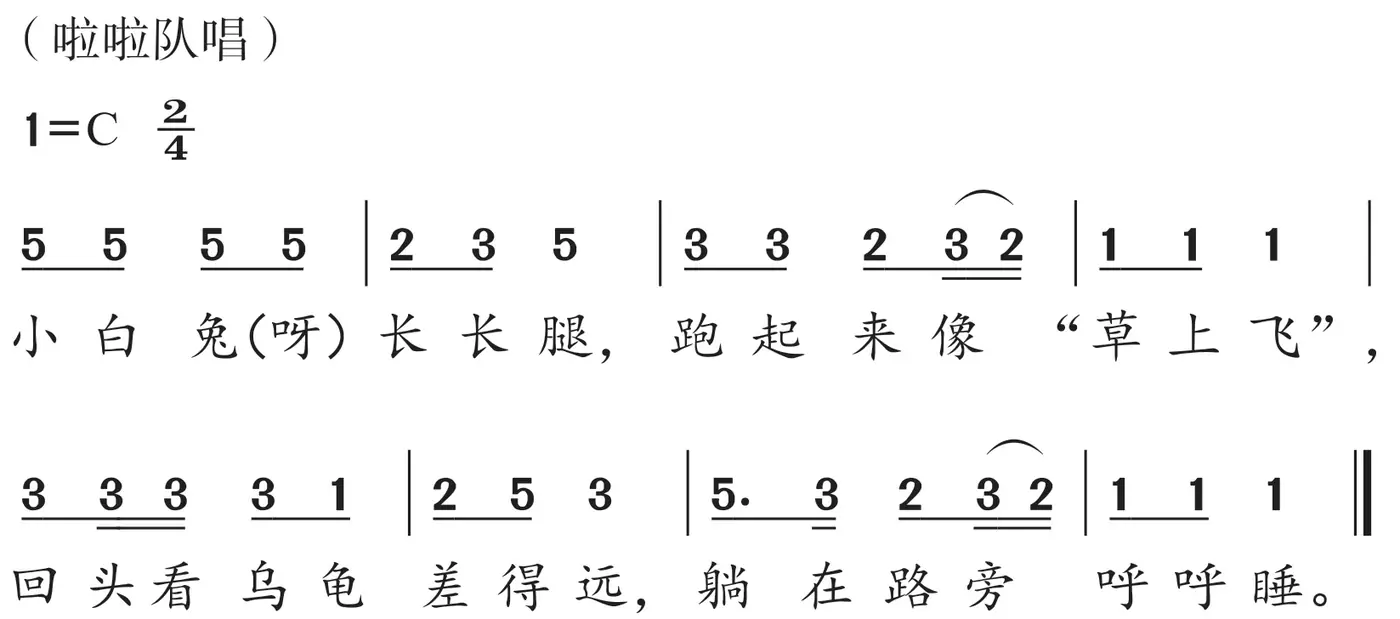 （啦啦队唱）
1=C 2/4
5 5 5 5 | 2 3 5 | 3 3 2 3 2 | 1 1 1 |
小白兔(呀)长长腿，跑起来像“草上飞”，
3 3 3 3 1 | 2 5 3 | 5. 3 2 3 2 | 1 1 1 ‖
回头看乌龟差得远，躺在路旁呼呼睡。